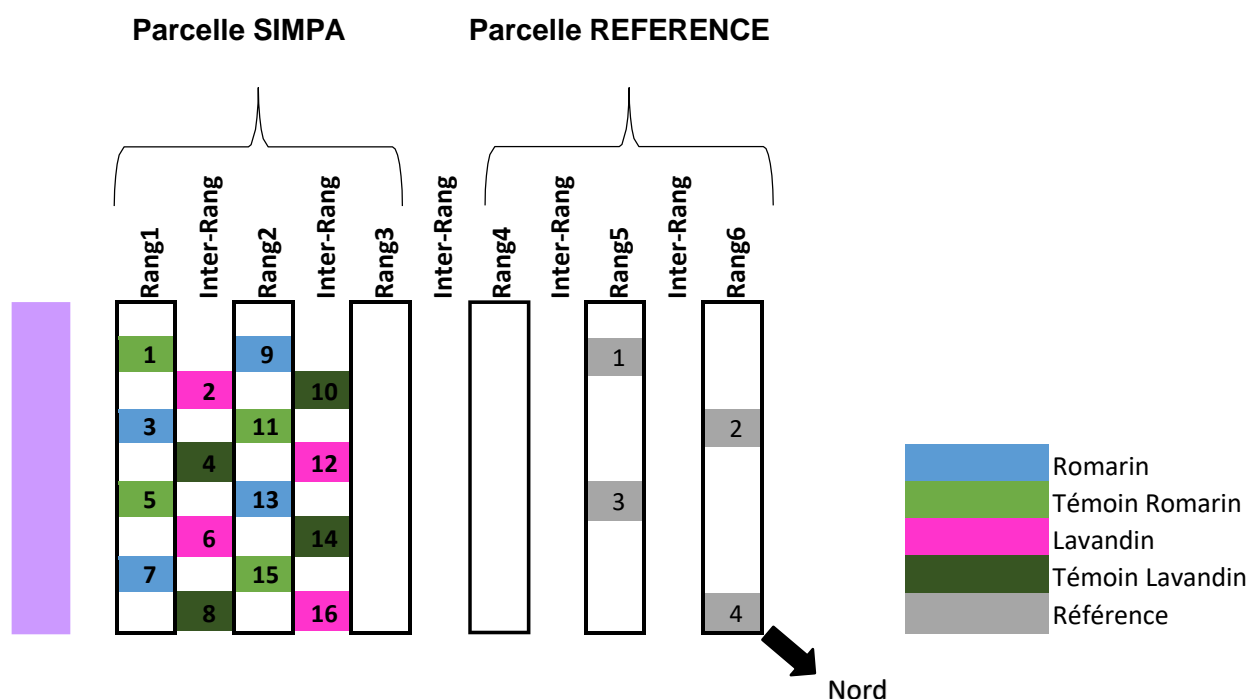 Parcelle SIMPA Parcelle REFERENCE
Rang1 Inter-Rang Rang2 Inter-Rang Rang3 Inter-Rang Rang4 Inter-Rang Rang5 Inter-Rang Rang6
1 9 1
2 10
3 11 2
4 12
5 13 3
6 14
7 15
8 16 4
Romarin
Témoin Romarin
Lavandin
Témoin Lavandin
Référence
Nord